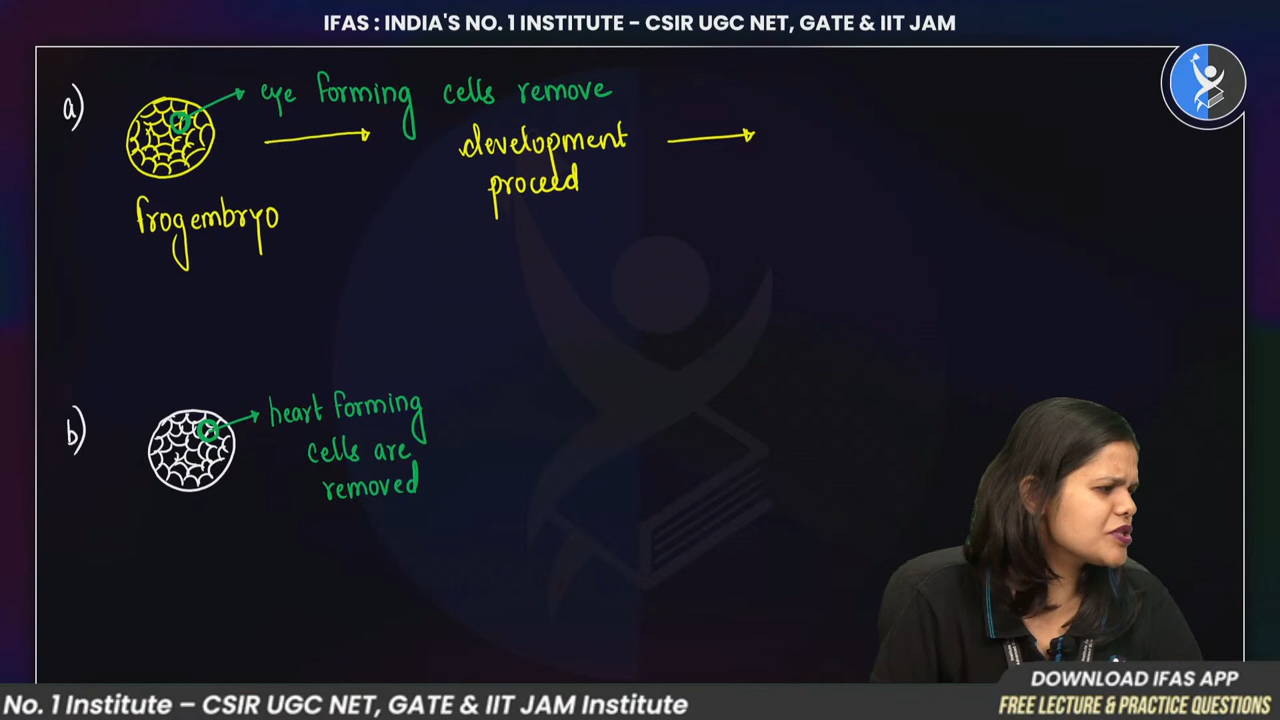 IFAS : INDIA'S NO. 1 INSTITUTE - CSIR UGC NET, GATE & IIT JAM
a)
eye forming cells remove
development
proceed
frogembryo
b)
heart forming
cells are
removed
DOWNLOAD IFAS APP
No. 1 Institute – CSIR UGC NET, GATE & IIT JAM Institute
FREE LECTURE & PRACTICE QUESTIONS